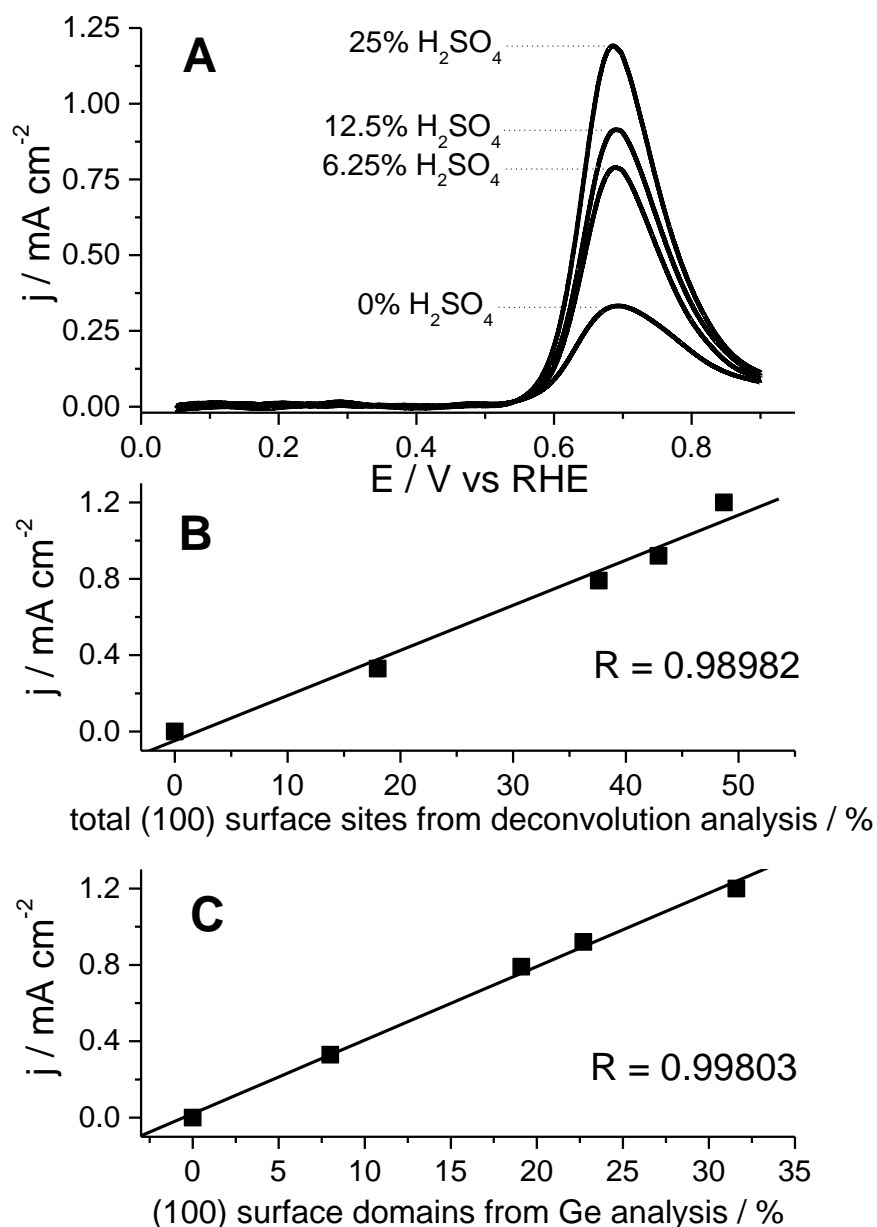 A
25% H₂SO₄
12.5% H₂SO₄
6.25% H₂SO₄
0% H₂SO₄
1.25
1.00
0.75
0.50
0.25
0.00
j / mA cm⁻²
0.0 0.2 0.4 0.6 0.8
E / V vs RHE
B
1.2
0.8
0.4
0.0
j / mA cm⁻²
R = 0.98982
0 10 20 30 40 50
total (100) surface sites from deconvolution analysis / %
C
1.2
0.8
0.4
0.0
j / mA cm⁻²
R = 0.99803
0 5 10 15 20 25 30 35
(100) surface domains from Ge analysis / %